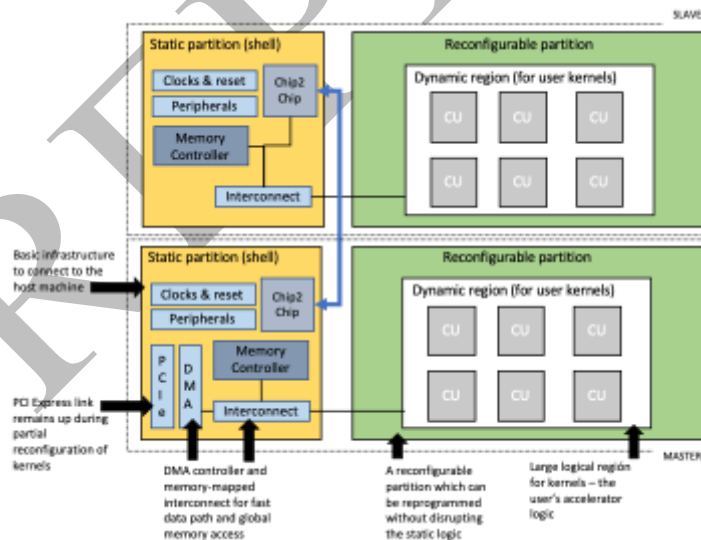 SLAVE
Static partition (shell)
Reconfigurable partition
Clocks & reset
Peripherals
Chip2
Chip
Memory
Controller
Interconnect
Dynamic region (for user kernels)
CU CU CU
CU CU CU
Basic infrastructure
to connect to the
host machine
Static partition (shell)
Reconfigurable partition
Clocks & reset
Peripherals
Chip2
Chip
Memory
Controller
PCIe
DMA
Interconnect
Dynamic region (for user kernels)
CU CU CU
CU CU CU
PCI Express link
remains up during
partial
reconfiguration of
kernels
MASTER
DMA controller and
memory-mapped
interconnect for fast
data path and global
memory access
A reconfigurable
partition which can
be reprogrammed
without disrupting
the static logic
Large logical region
for kernels – the
user's accelerator
logic